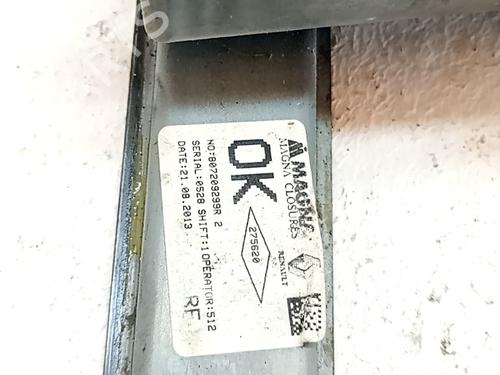 MAGNA
MAGNA CLOSURES
RENAULT
OK
275620
NO:807209299R 2
SERIAL:0528 SHIFT:1 OPERATOR:512
DATE:21.08.2013
RF